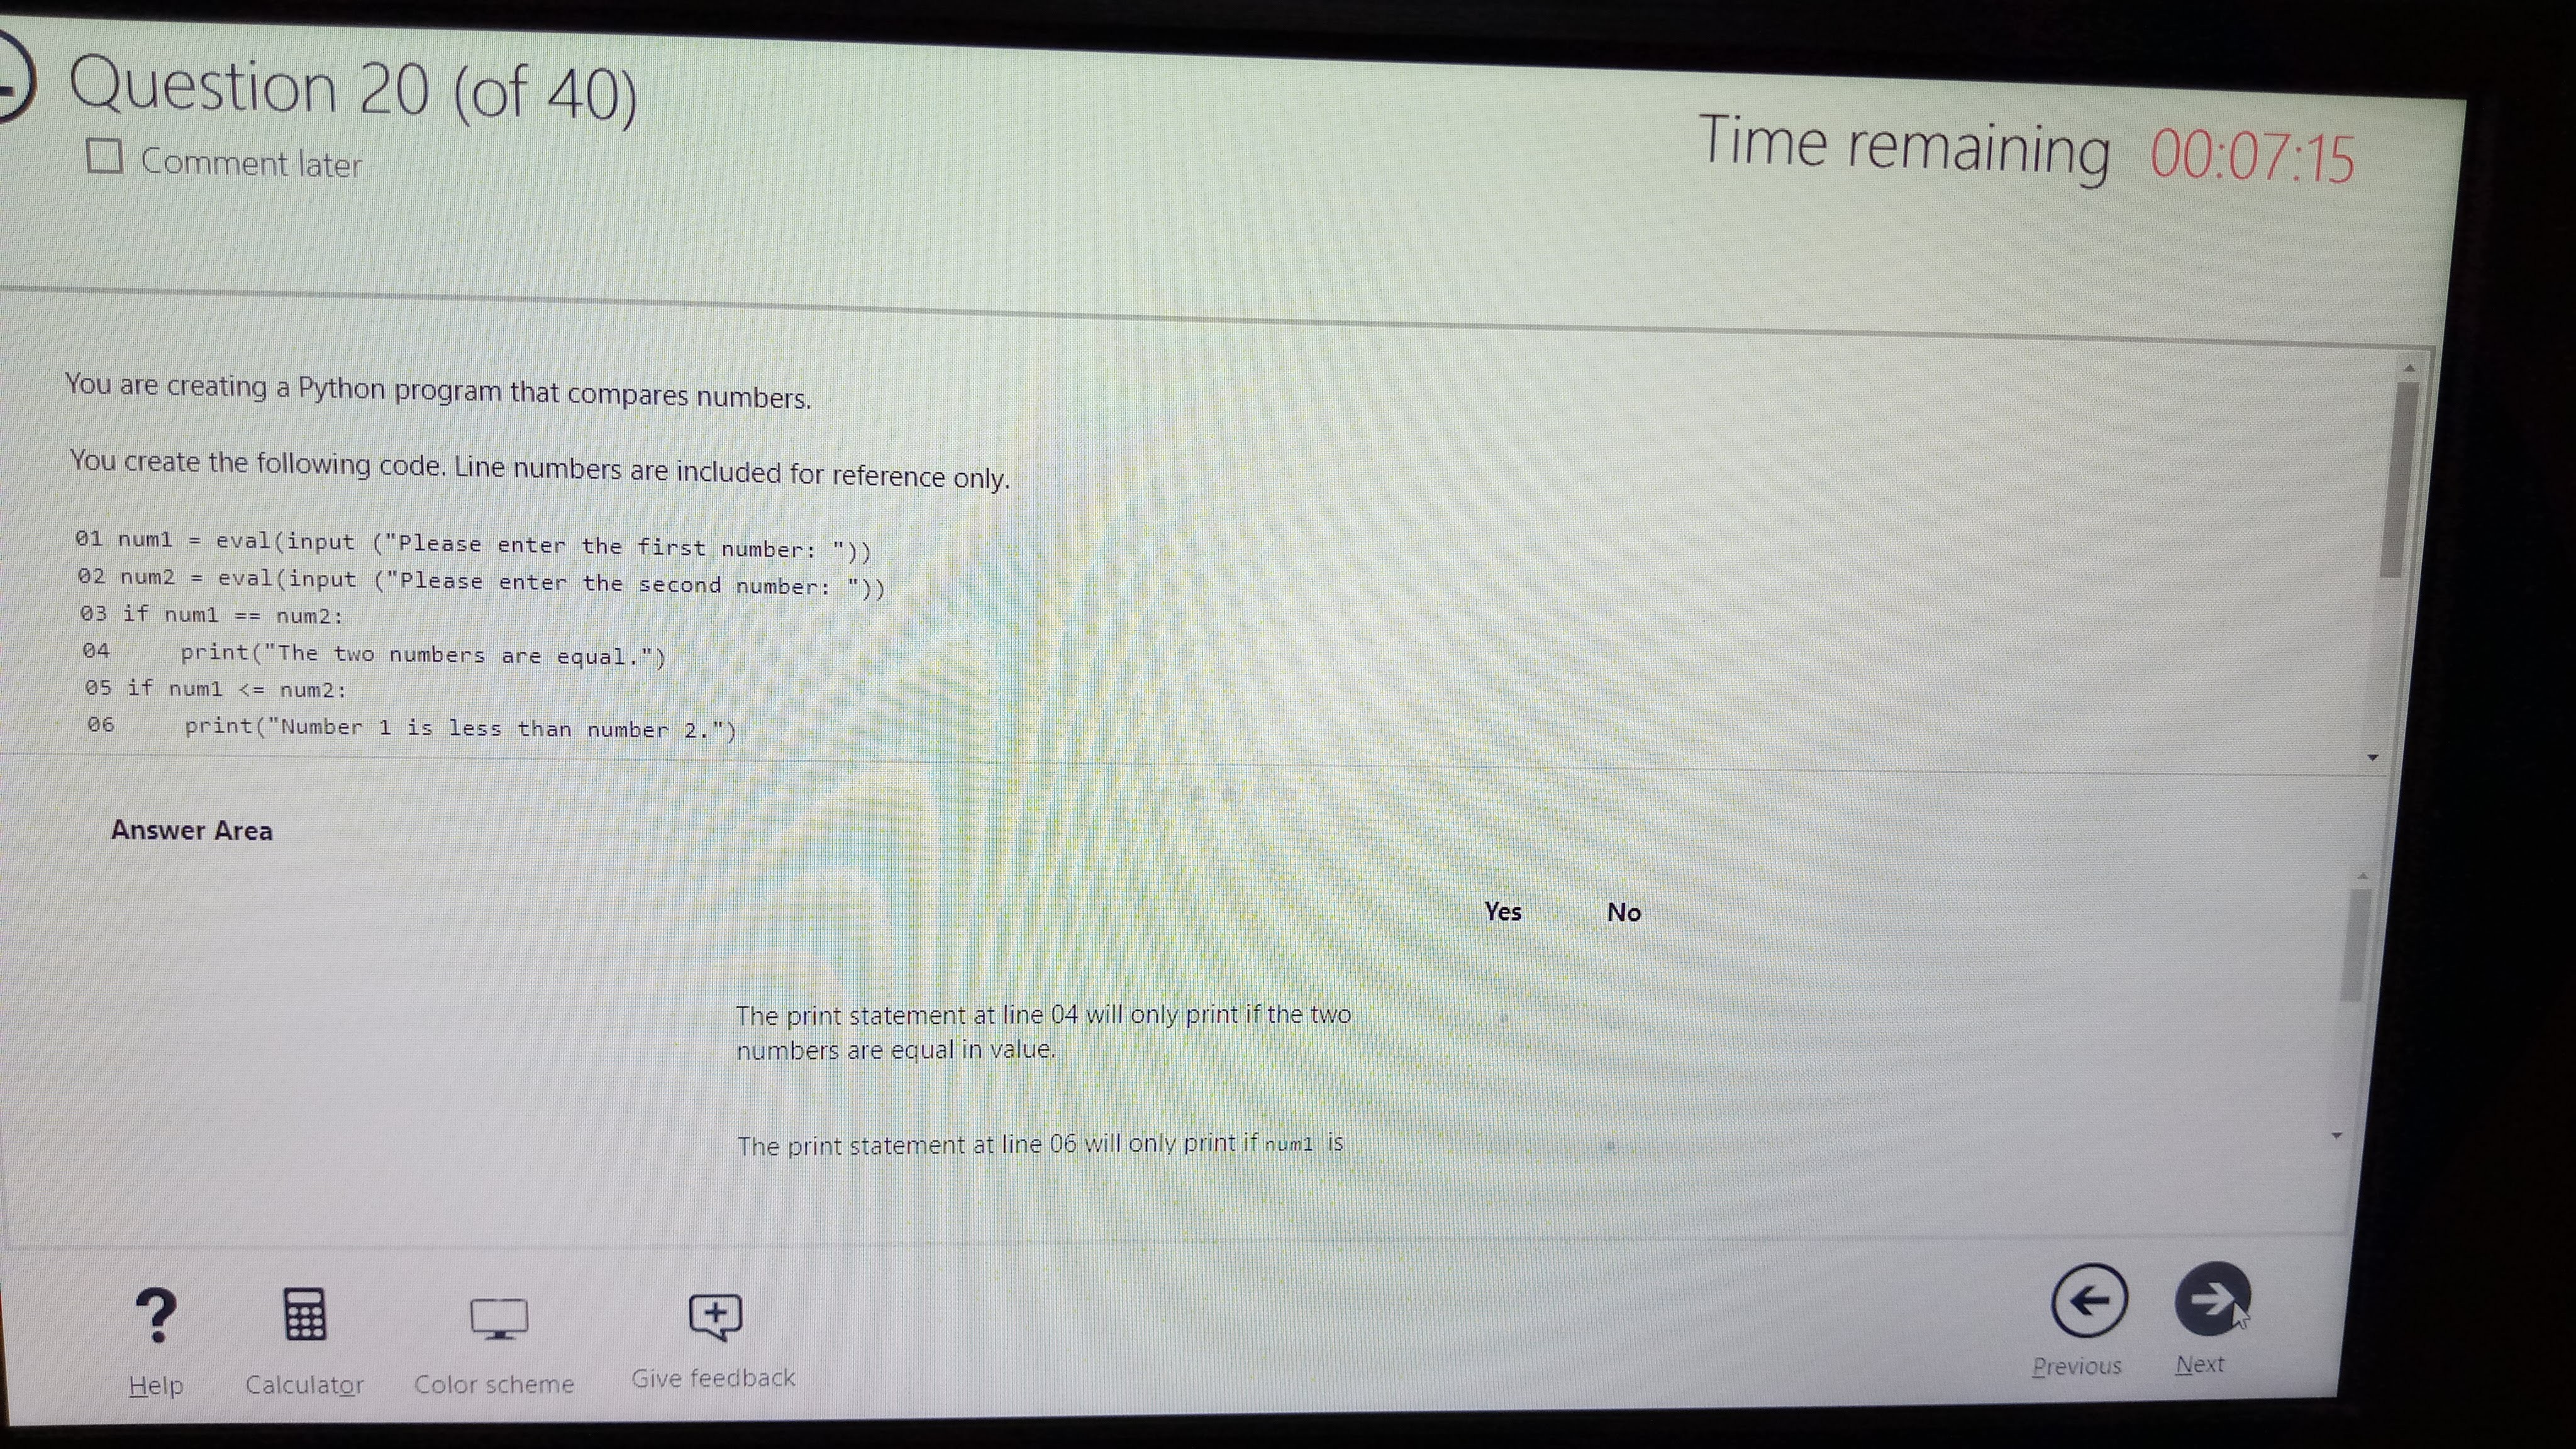 Question 20 (of 40)
Comment later
Time remaining 00:07:15
You are creating a Python program that compares numbers.
You create the following code. Line numbers are included for reference only.
01 num1 = eval(input ("Please enter the first number: "))
02 num2 = eval(input ("Please enter the second number: "))
03 if num1 == num2:
04     print("The two numbers are equal.")
05 if num1 <= num2:
06     print("Number 1 is less than number 2.")
Answer Area
Yes No
The print statement at line 04 will only print if the two
numbers are equal in value.
The print statement at line 06 will only print if num1 is
? 
Help
Calculator
Color scheme
Give feedback
Previous
Next